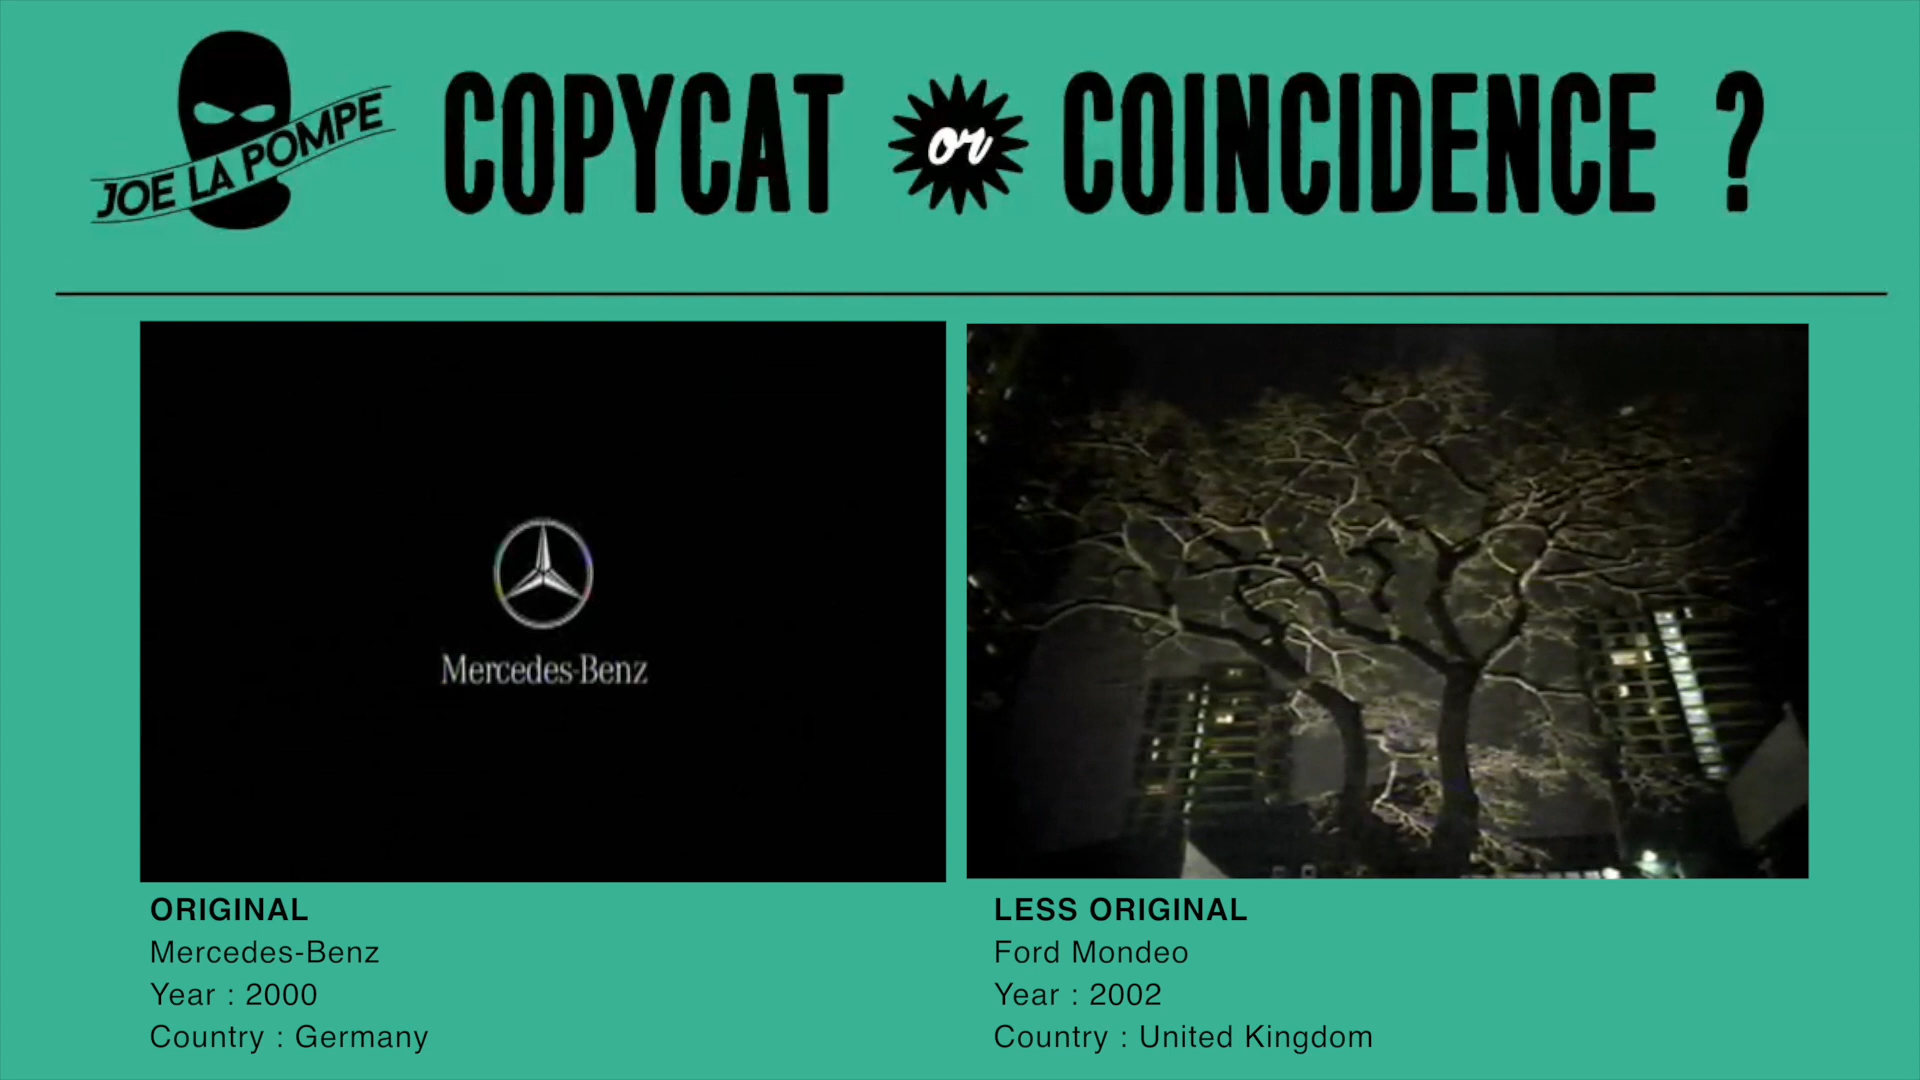 JOE LA POMPE
COPYCAT or COINCIDENCE ?
Mercedes-Benz
ORIGINAL
Mercedes-Benz
Year : 2000
Country : Germany
LESS ORIGINAL
Ford Mondeo
Year : 2002
Country : United Kingdom